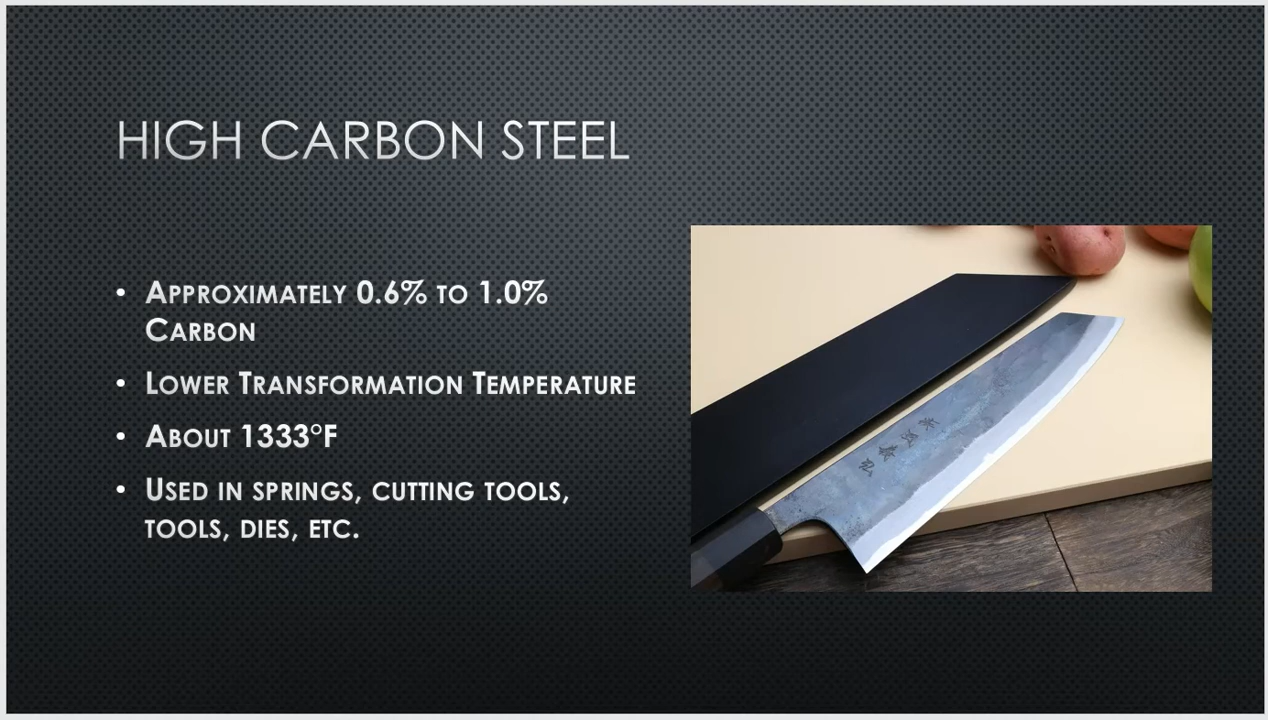 HIGH CARBON STEEL
• APPROXIMATELY 0.6% TO 1.0%
CARBON
• LOWER TRANSFORMATION TEMPERATURE
• ABOUT 1333°F
• USED IN SPRINGS, CUTTING TOOLS,
TOOLS, DIES, ETC.